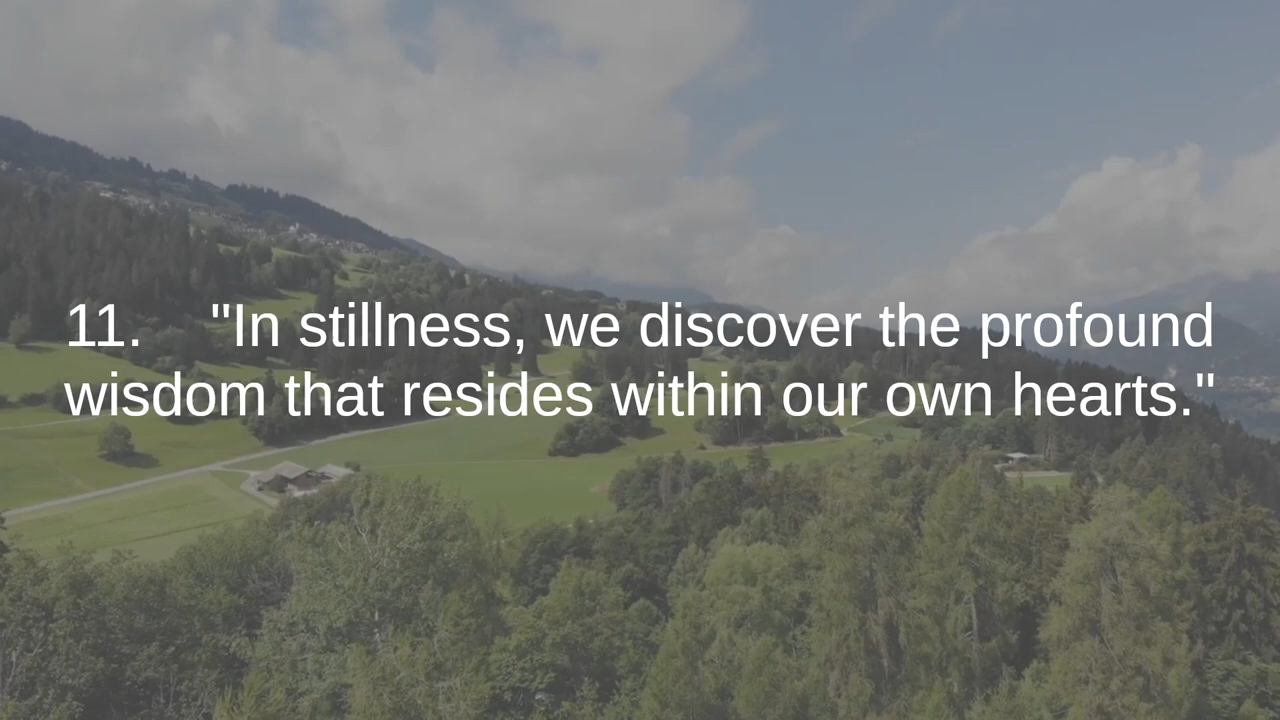 11. "In stillness, we discover the profound
wisdom that resides within our own hearts."